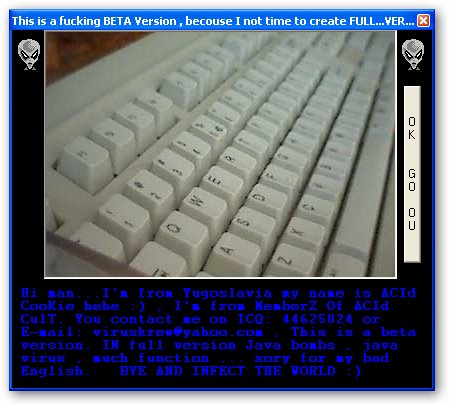 This is a fucking BETA Version , becouse I not time to create FULL...VER...
OK GO OU
Hi man...I'm from Yugoslavia my name is ACId
CooKie hehe :) , I'm from MemberZ Of ACId
CulT. You contact me on ICQ: 44625824 or
E-mail: viruskrew@yahoo.com , This is a beta
version. IN full version Java bombs , java
virus , much function ... sory for my bad
English.   BYE AND INFECT THE WORLD :)